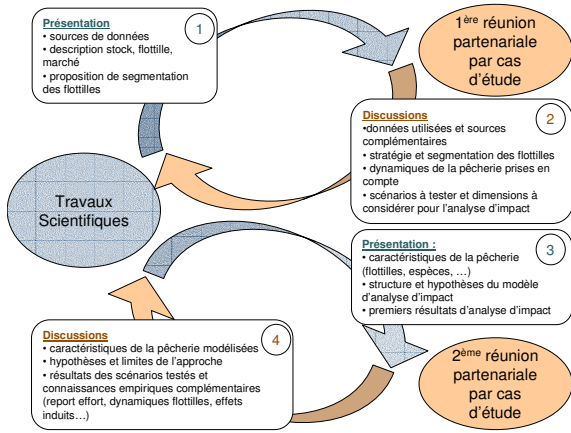 Présentation
1
• sources de données
• description stock, flottille,
marché
• proposition de segmentation
des flottilles
1ère réunion
partenariale
par cas
d'étude
Discussions
2
•données utilisées et sources
complémentaires
• stratégie et segmentation des flottilles
• dynamiques de la pêcherie prises en
compte
• scénarios à tester et dimensions à
considérer pour l'analyse d'impact
Travaux
Scientifiques
Présentation :
3
• caractéristiques de la pêcherie
(flottilles, espèces, …)
• structure et hypothèses du modèle
d'analyse d'impact
• premiers résultats d'analyse d'impact
Discussions
4
• caractéristiques de la pêcherie modélisées
• hypothèses et limites de l'approche
• résultats des scénarios testés et
connaissances empiriques complémentaires
(report effort, dynamiques flottilles, effets
induits…)
2ème réunion
partenariale
par cas
d'étude